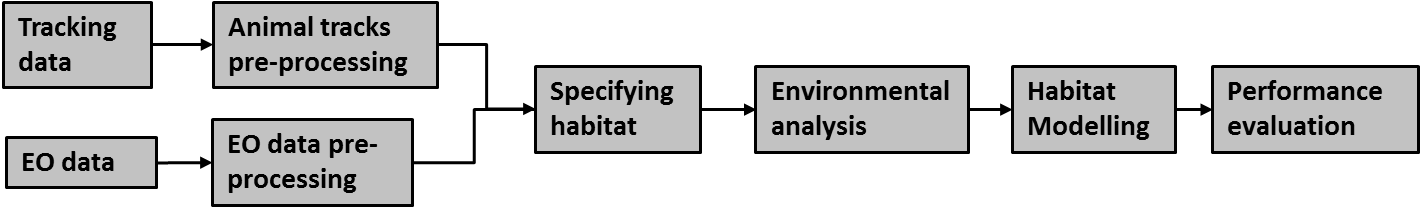 Tracking
data
Animal tracks
pre-processing
EO data
EO data pre-
processing
Specifying
habitat
Environmental
analysis
Habitat
Modelling
Performance
evaluation